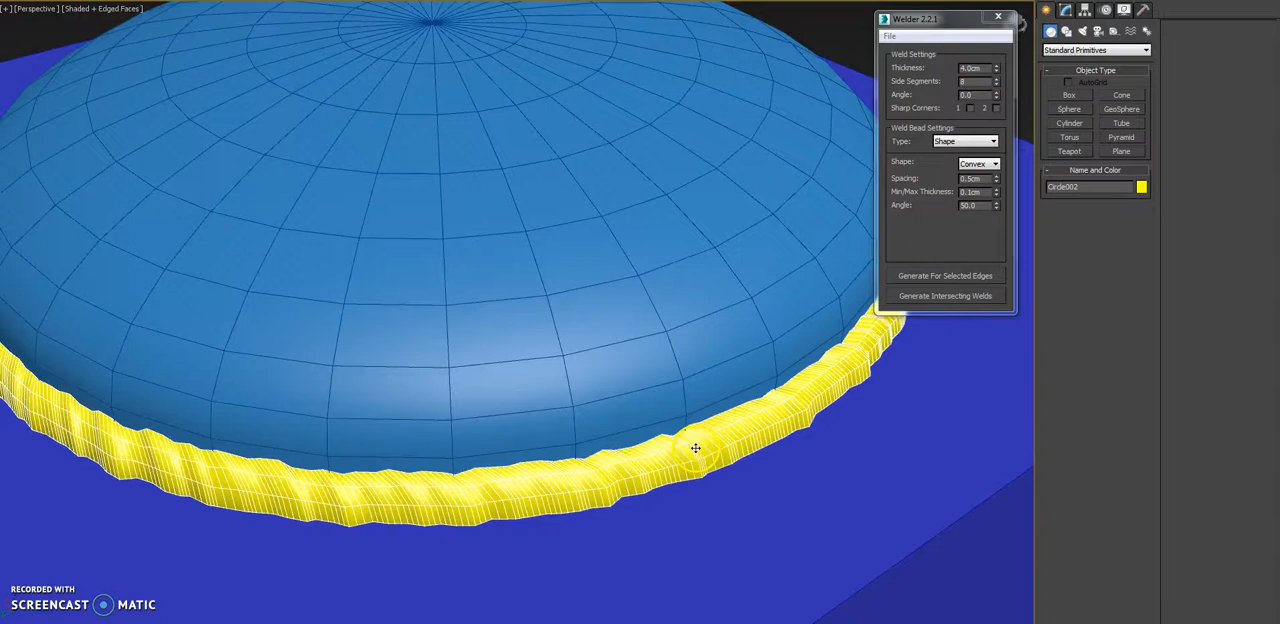 [+] [Perspective] [Shaded + Edged Faces]
Welder 2.2.1
File
Weld Settings
Thickness: 4.0cm
Side Segments: 8
Angle: 0.0
Sharp Corners: 1 2
Weld Bead Settings
Type: Shape
Shape: Convex
Spacing: 0.5cm
Min/Max Thickness: 0.1cm
Angle: 50.0
Generate For Selected Edges
Generate Intersecting Welds
Standard Primitives
- Object Type
AutoGrid
Box Cone
Sphere GeoSphere
Cylinder Tube
Torus Pyramid
Teapot Plane
- Name and Color
Circle002
RECORDED WITH
SCREENCAST MATIC